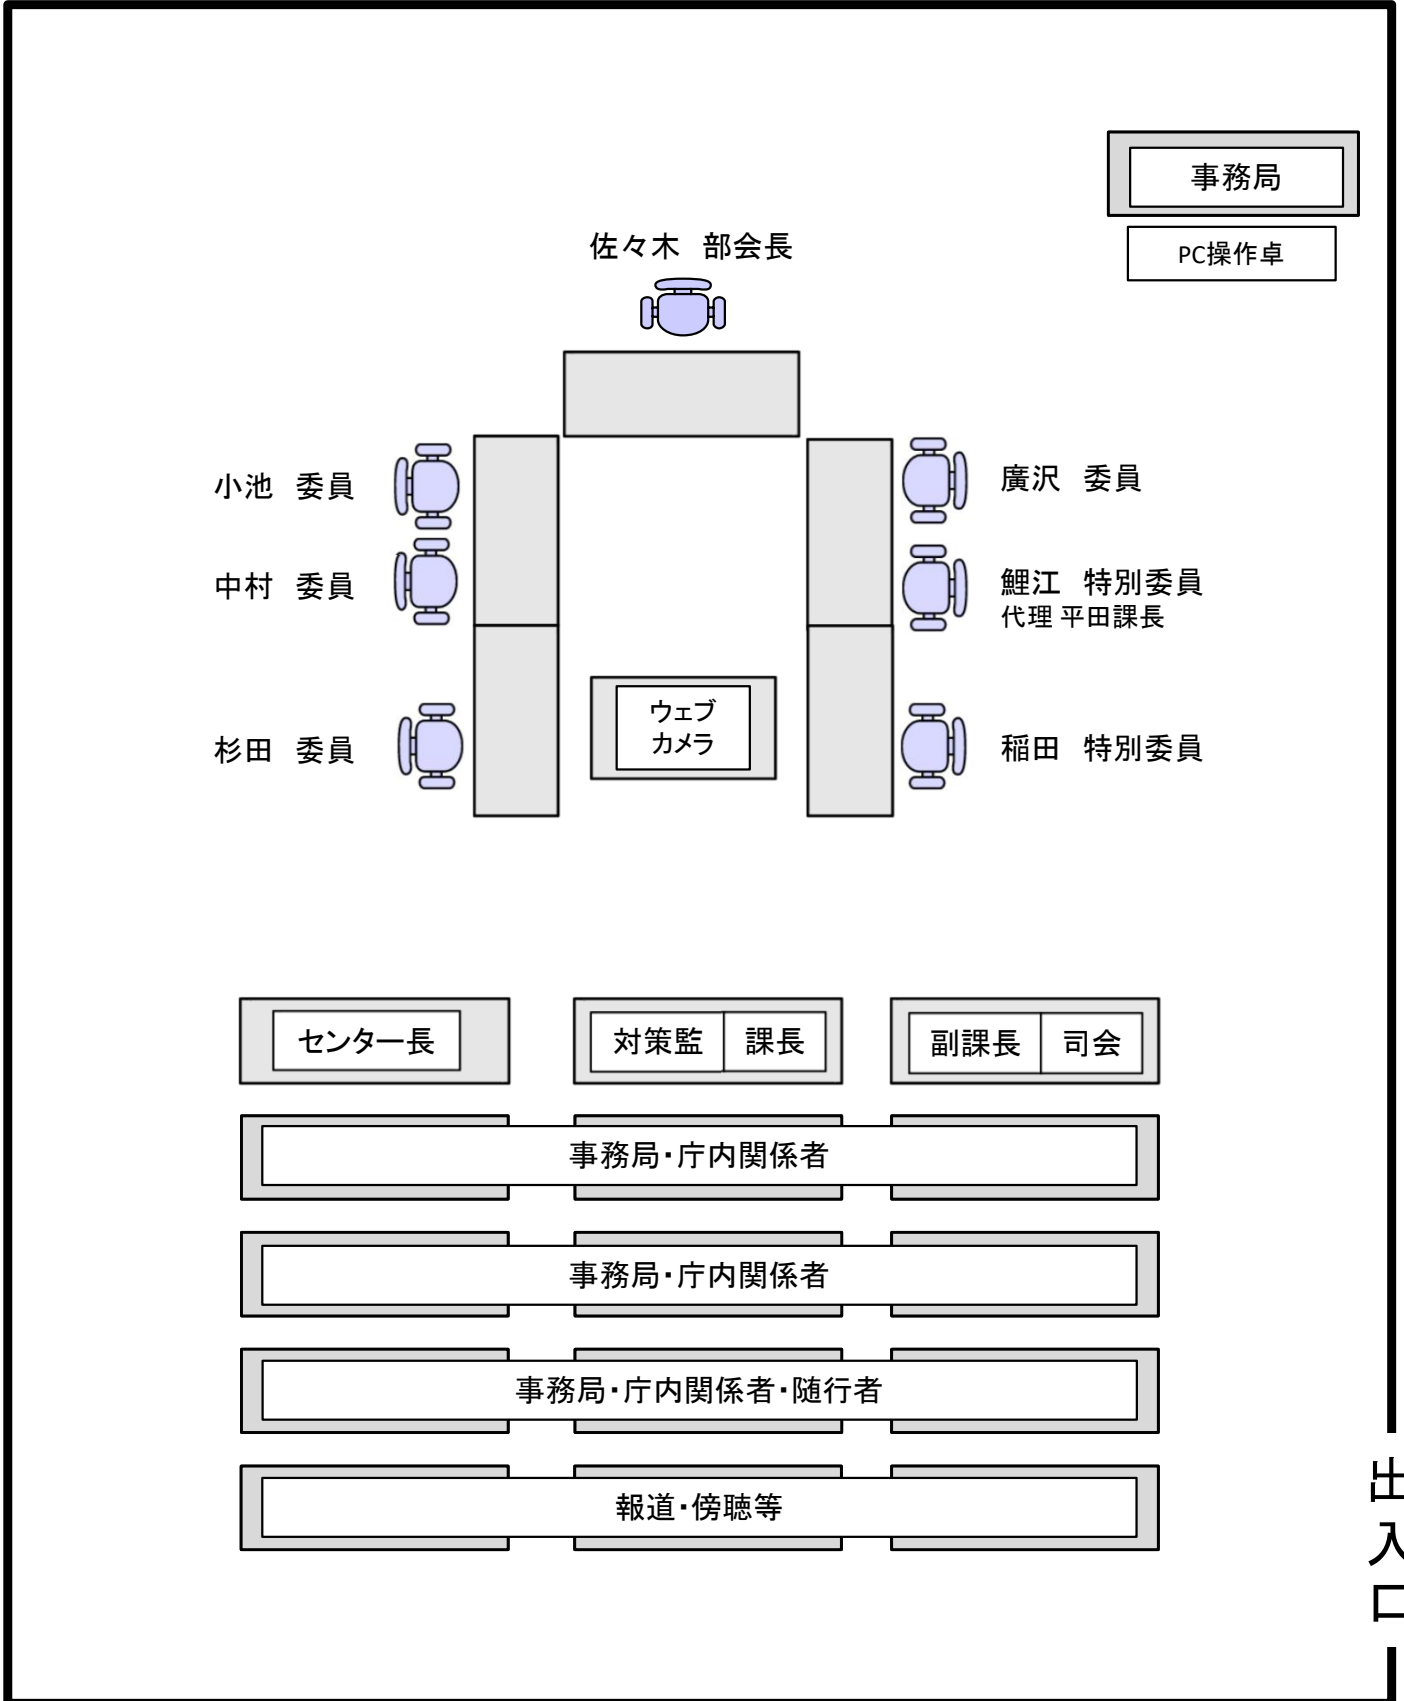 事務局
PC操作卓
佐々木　部会長
小池　委員
廣沢　委員
中村　委員
鯉江　特別委員
代理 平田課長
ウェブ
カメラ
杉田　委員
稲田　特別委員
センター長
対策監
課長
副課長
司会
事務局・庁内関係者
事務局・庁内関係者
事務局・庁内関係者・随行者
報道・傍聴等
出入口